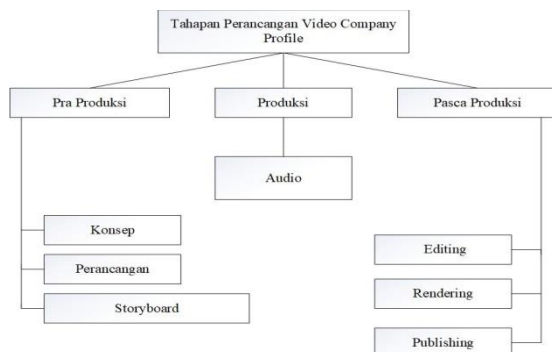 Tahapan Perancangan Video Company
Profile
Pra Produksi
Produksi
Pasca Produksi
Audio
Konsep
Perancangan
Storyboard
Editing
Rendering
Publishing